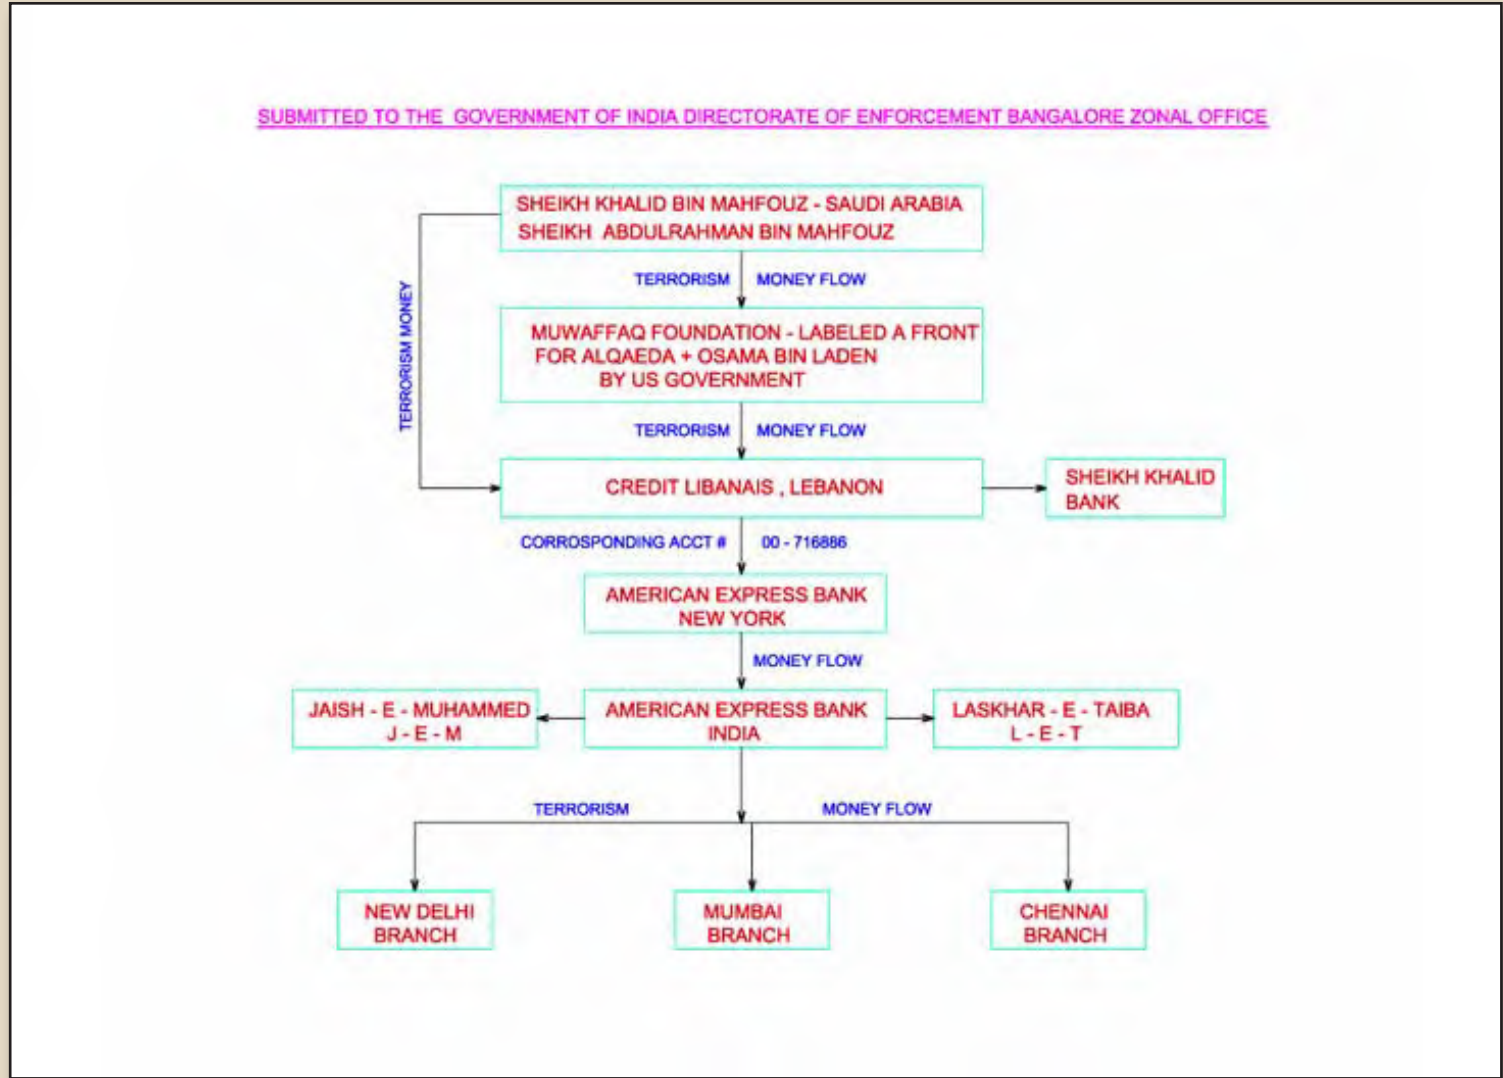 SUBMITTED TO THE GOVERNMENT OF INDIA DIRECTORATE OF ENFORCEMENT BANGALORE ZONAL OFFICE
SHEIKH KHALID BIN MAHFOUZ - SAUDI ARABIA
SHEIKH ABDULRAHMAN BIN MAHFOUZ
TERRORISM MONEY
TERRORISM MONEY FLOW
MUWAFFAQ FOUNDATION - LABELED A FRONT
FOR ALQAEDA + OSAMA BIN LADEN
BY US GOVERNMENT
TERRORISM MONEY FLOW
CREDIT LIBANAIS , LEBANON
SHEIKH KHALID
BANK
CORROSPONDING ACCT # 00 - 716886
AMERICAN EXPRESS BANK
NEW YORK
MONEY FLOW
JAISH - E - MUHAMMED
J - E - M
AMERICAN EXPRESS BANK
INDIA
LASKHAR - E - TAIBA
L - E - T
TERRORISM MONEY FLOW
NEW DELHI
BRANCH
MUMBAI
BRANCH
CHENNAI
BRANCH